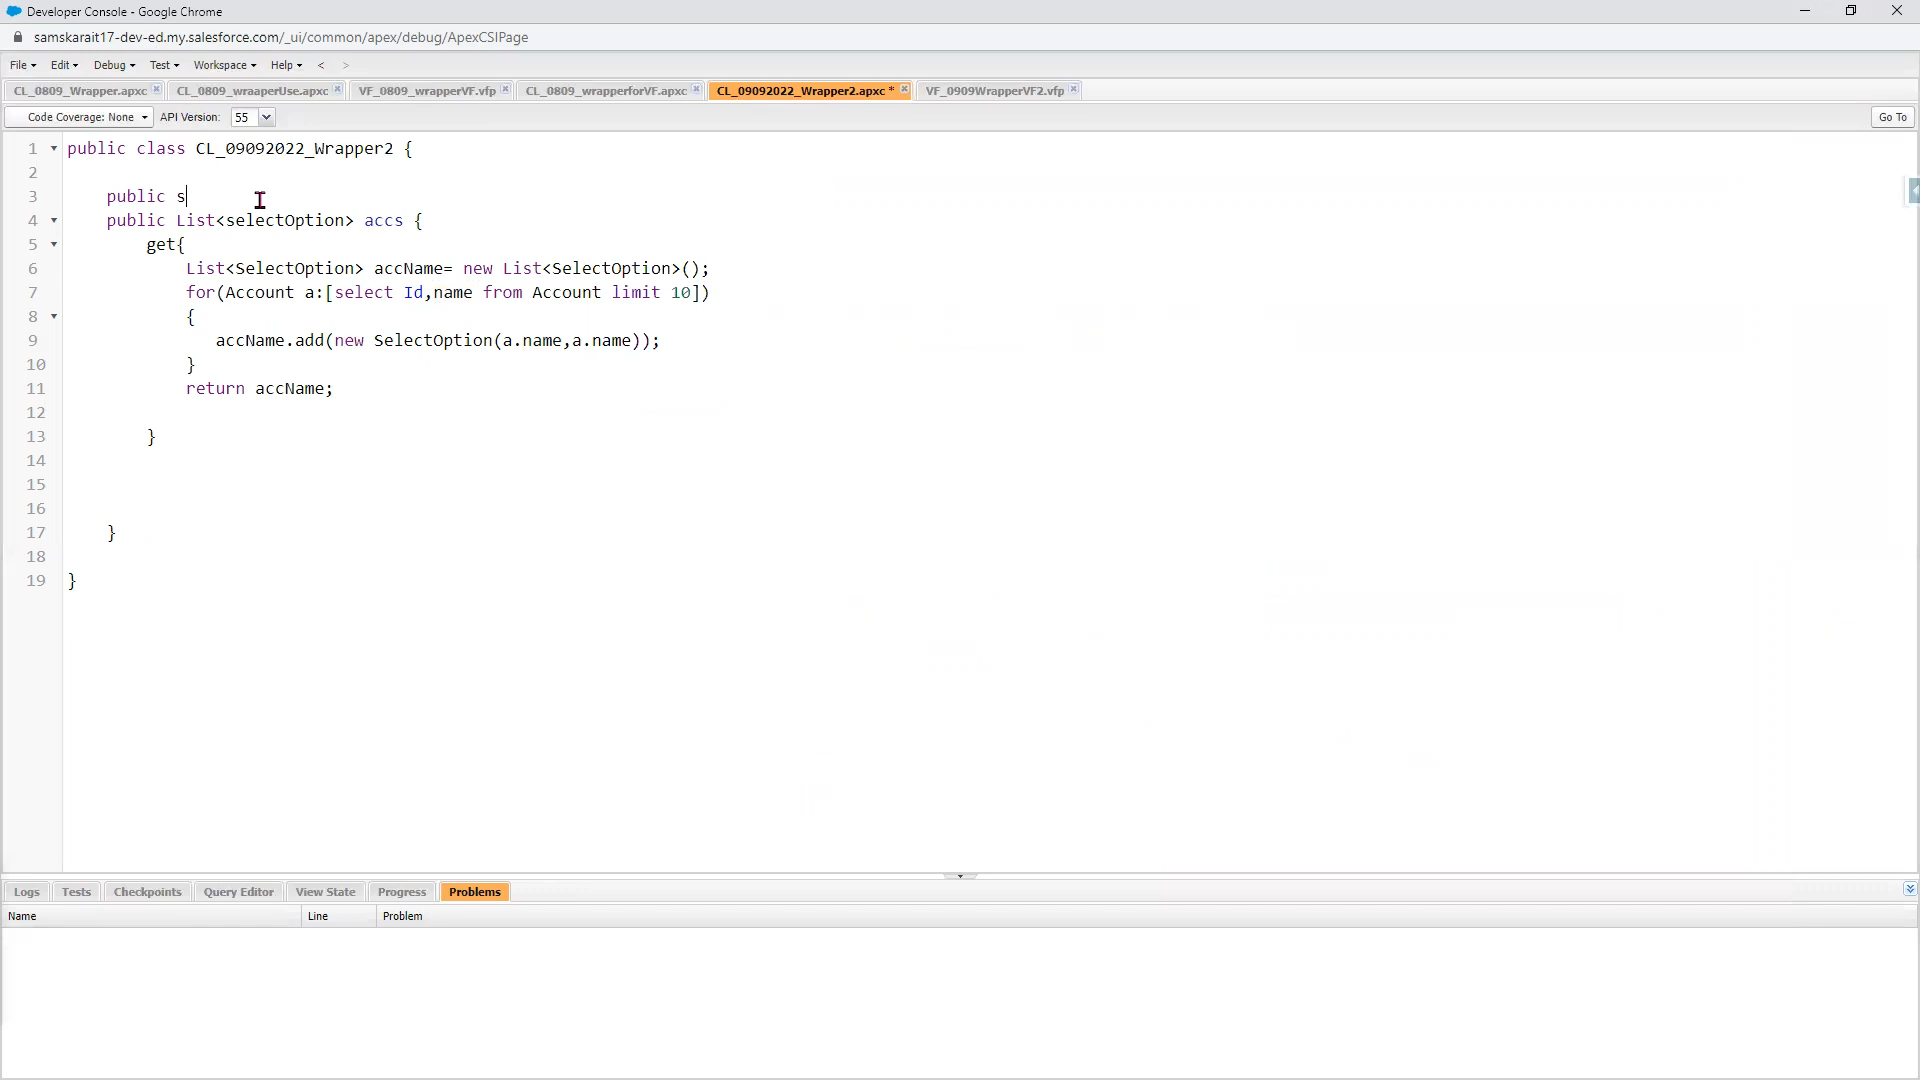 Developer Console - Google Chrome
samskarait17-dev-ed.my.salesforce.com/_ui/common/apex/debug/ApexCSIPage
File Edit Debug Test Workspace Help < >
CL_0809_Wrapper.apxc CL_0809_wraaperUse.apxc VF_0809_wrapperVF.vfp CL_0809_wrapperforVF.apxc CL_09092022_Wrapper2.apxc * VF_0909WrapperVF2.vfp
Code Coverage: None API Version: 55 Go To
1 public class CL_09092022_Wrapper2 {
2
3 public s
4 public List<selectOption> accs {
5 get{
6 List<SelectOption> accName= new List<SelectOption>();
7 for(Account a:[select Id,name from Account limit 10])
8 {
9 accName.add(new SelectOption(a.name,a.name));
10 }
11 return accName;
12
13 }
14
15
16
17 }
18
19 }
Logs Tests Checkpoints Query Editor View State Progress Problems
Name Line Problem